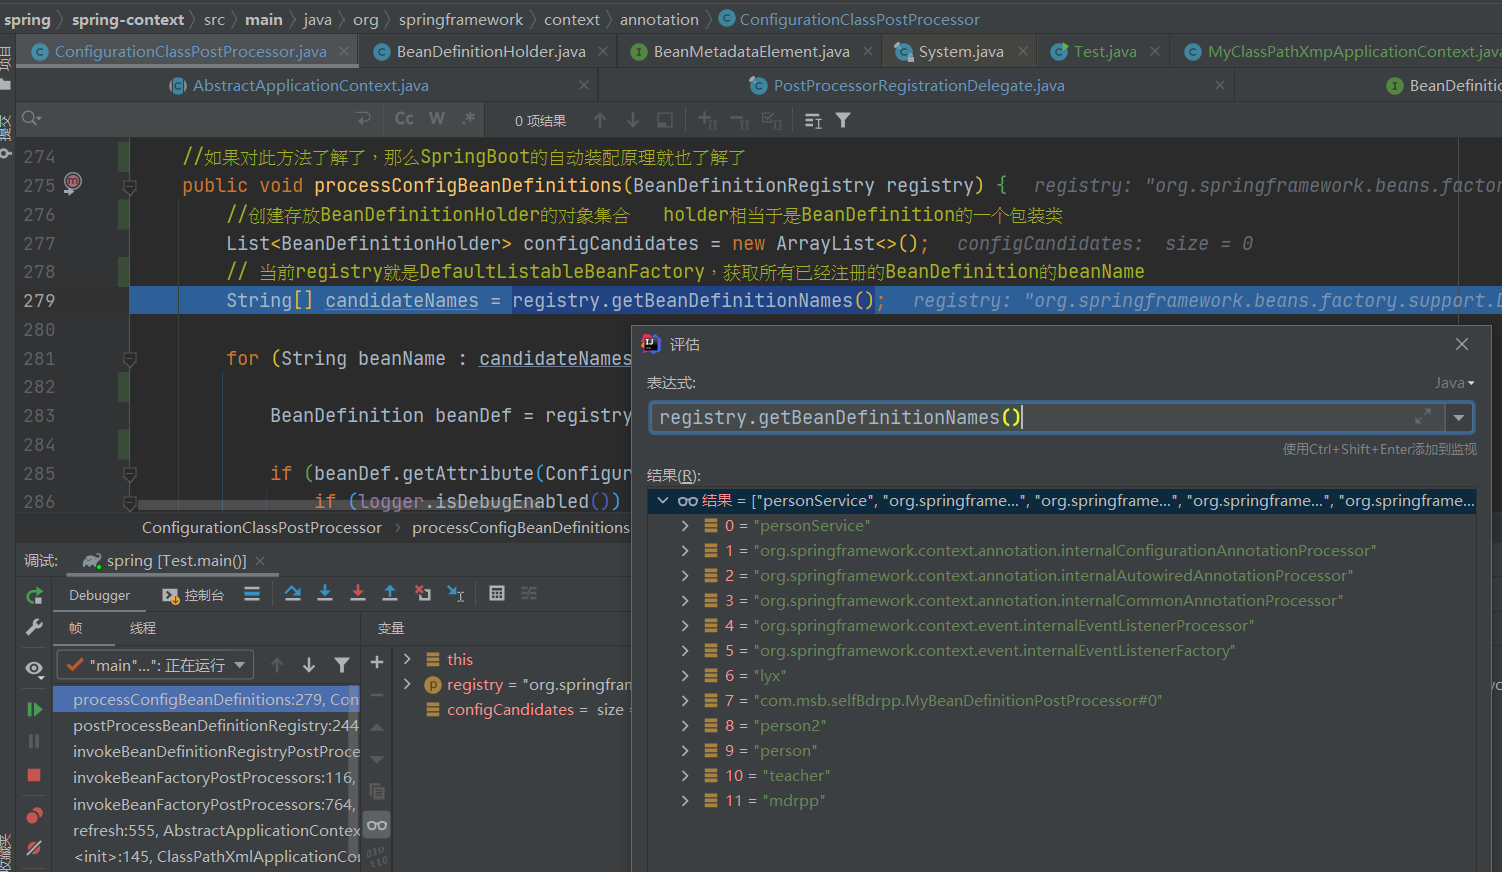 spring › spring-context › src › main › java › org › springframework › context › annotation › ConfigurationClassPostProcessor
ConfigurationClassPostProcessor.java BeanDefinitionHolder.java BeanMetadataElement.java System.java Test.java MyClassPathXmpApplicationContext.java
AbstractApplicationContext.java PostProcessorRegistrationDelegate.java BeanDefinitio
项目
提交
Cc W .* 0 项结果
274 //如果对此方法了解了，那么SpringBoot的自动装配原理就也了解了
275 public void processConfigBeanDefinitions(BeanDefinitionRegistry registry) { registry: "org.springframework.beans.factor
276 //创建存放BeanDefinitionHolder的对象集合 holder相当于是BeanDefinition的一个包装类
277 List<BeanDefinitionHolder> configCandidates = new ArrayList<>(); configCandidates: size = 0
278 // 当前registry就是DefaultListableBeanFactory，获取所有已经注册的BeanDefinition的beanName
279 String[] candidateNames = registry.getBeanDefinitionNames(); registry: "org.springframework.beans.factory.support.D
280
281 for (String beanName : candidateNames
282
283 BeanDefinition beanDef = registry
284
285 if (beanDef.getAttribute(Configur
286 if (logger.isDebugEnabled())
ConfigurationClassPostProcessor › processConfigBeanDefinitions
评估
表达式:
Java
registry.getBeanDefinitionNames()
使用Ctrl+Shift+Enter添加到监视
结果(R):
结果 = ["personService", "org.springframe...", "org.springframe...", "org.springframe...", "org.springframe...
0 = "personService"
1 = "org.springframework.context.annotation.internalConfigurationAnnotationProcessor"
2 = "org.springframework.context.annotation.internalAutowiredAnnotationProcessor"
3 = "org.springframework.context.annotation.internalCommonAnnotationProcessor"
4 = "org.springframework.context.event.internalEventListenerProcessor"
5 = "org.springframework.context.event.internalEventListenerFactory"
6 = "lyx"
7 = "com.msb.selfBdrpp.MyBeanDefinitionPostProcessor#0"
8 = "person2"
9 = "person"
10 = "teacher"
11 = "mdrpp"
调试: spring [Test.main()]
Debugger 控制台
帧 线程 变量
"main"...": 正在运行
processConfigBeanDefinitions:279, Con
postProcessBeanDefinitionRegistry:244
invokeBeanDefinitionRegistryPostProce
invokeBeanFactoryPostProcessors:116,
invokeBeanFactoryPostProcessors:764,
refresh:555, AbstractApplicationContex
<init>:145, ClassPathXmlApplicationCon
this
registry = "org.springfram
configCandidates = size =
收藏夹